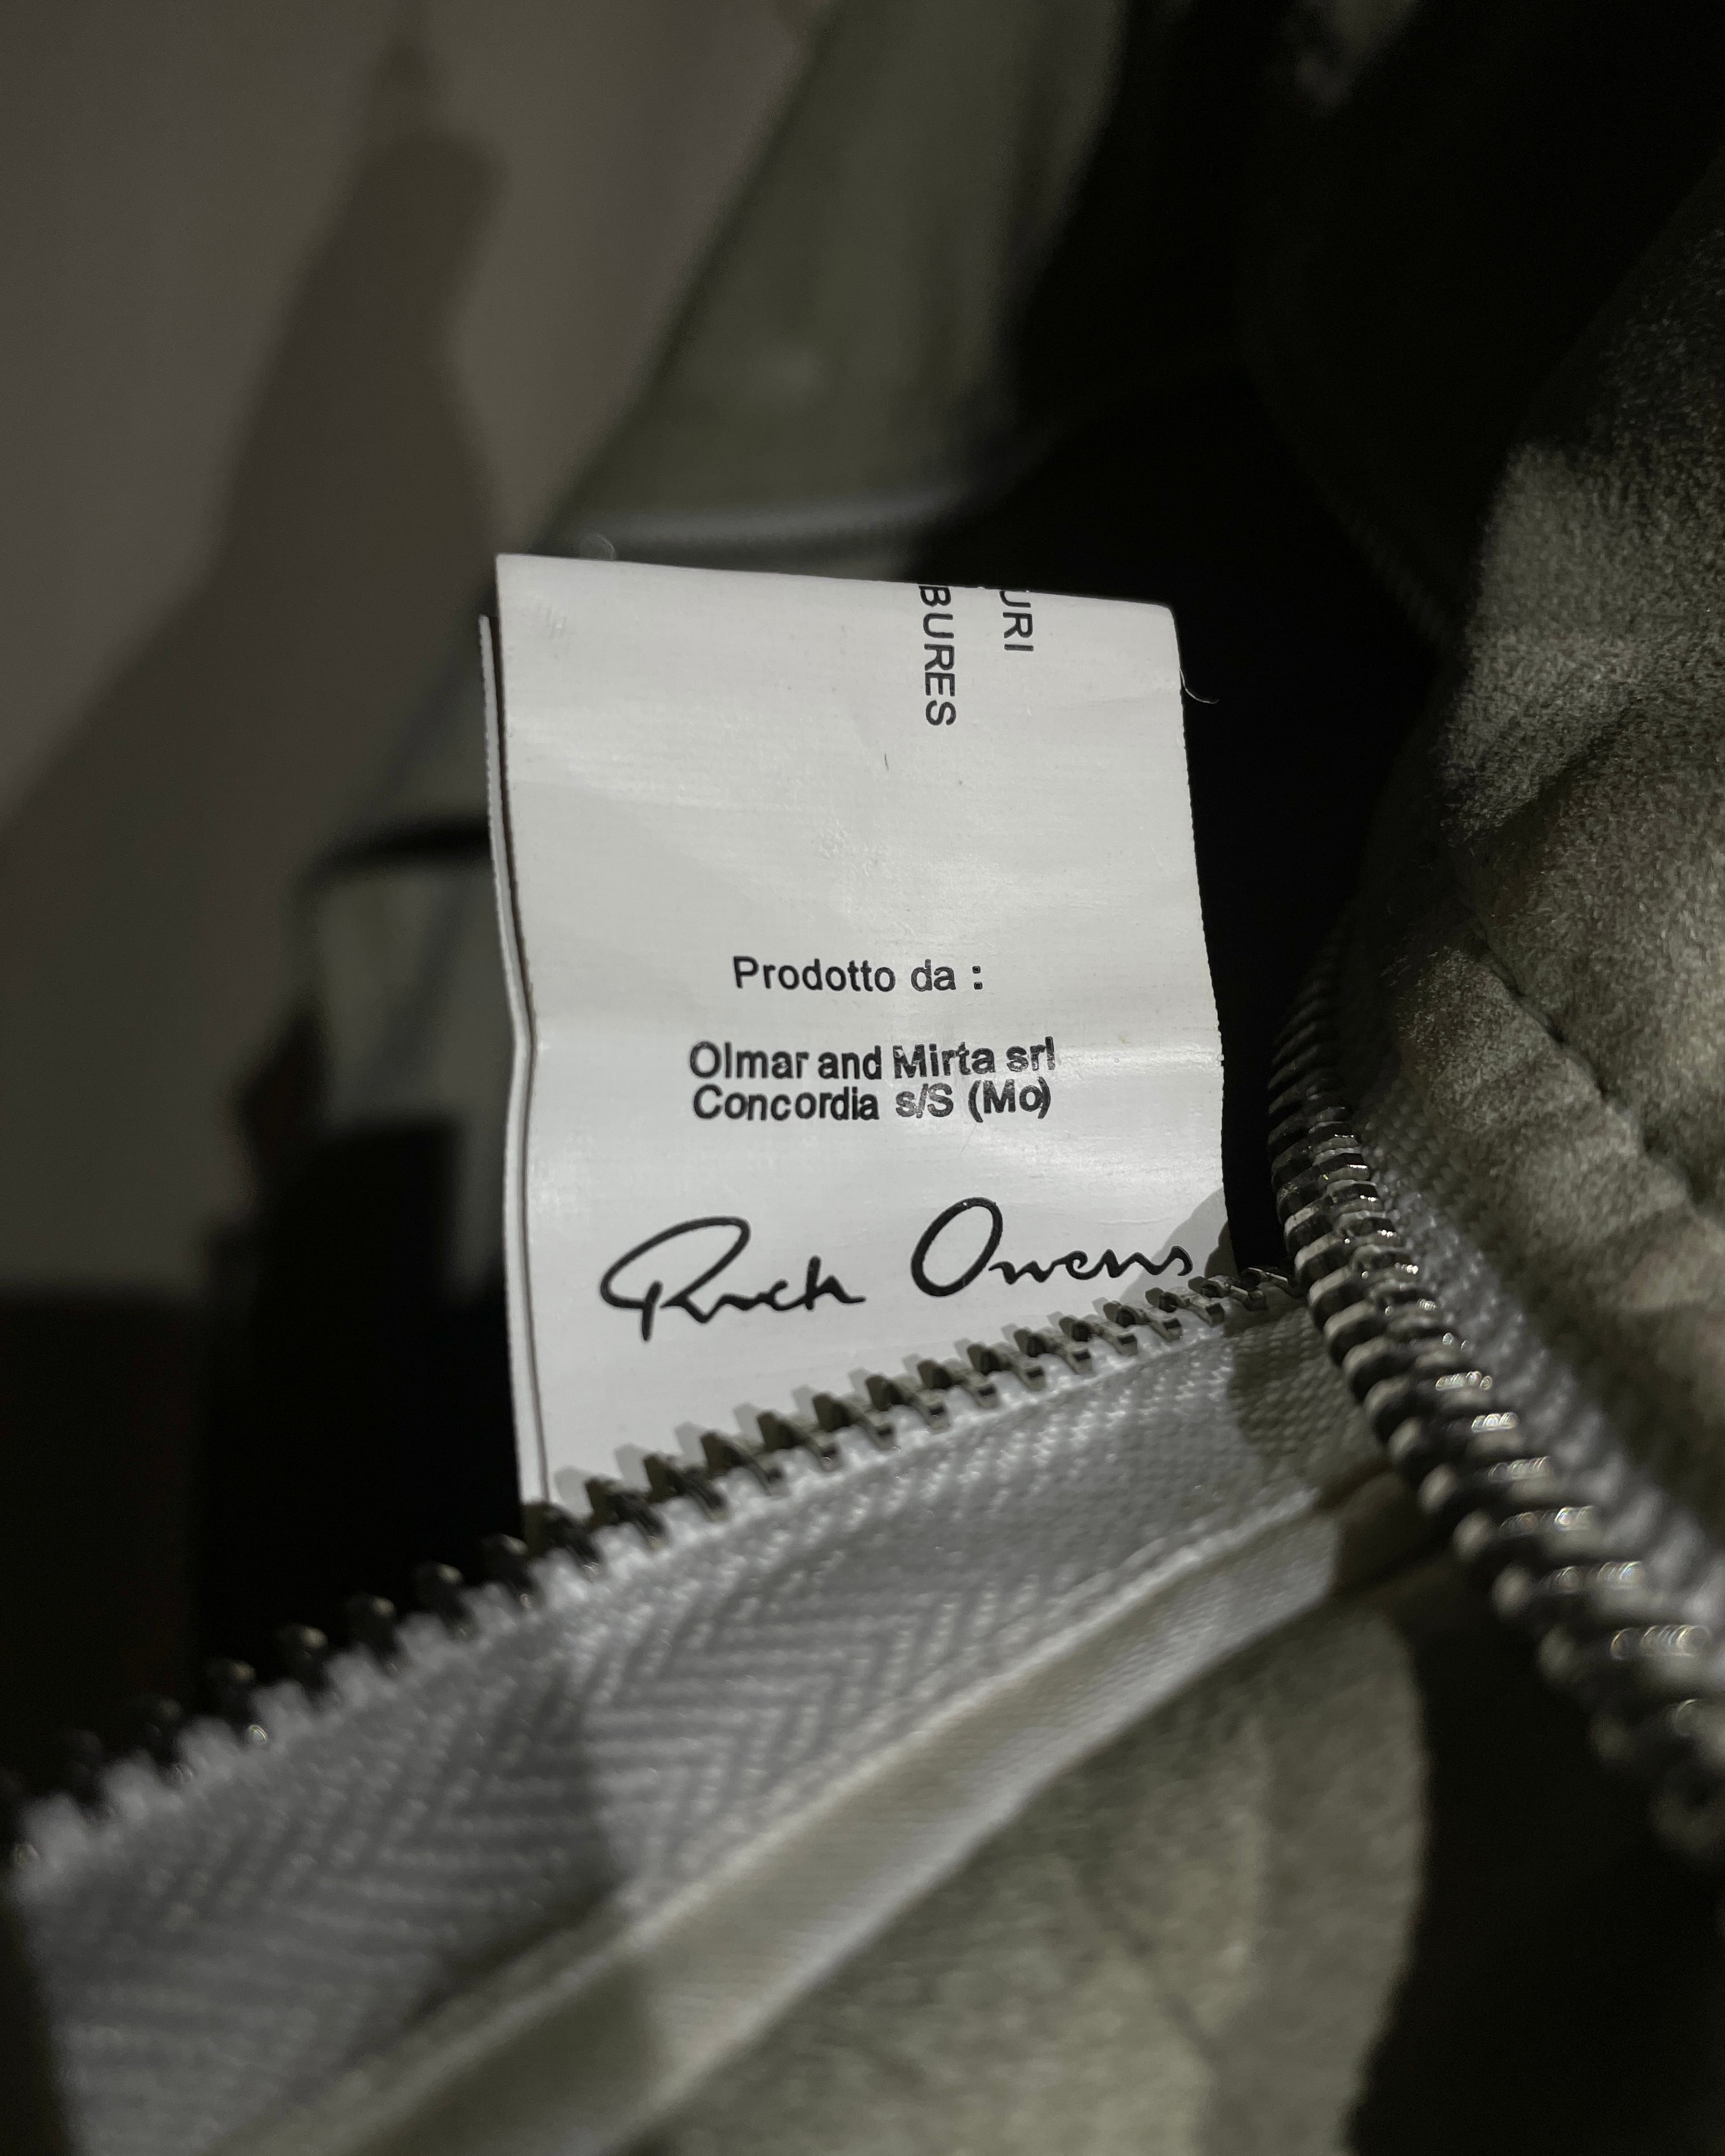 URI
BURES
Prodotto da :
Olmar and Mirta srl
Concordia s/S (Mo)
Rick Owens